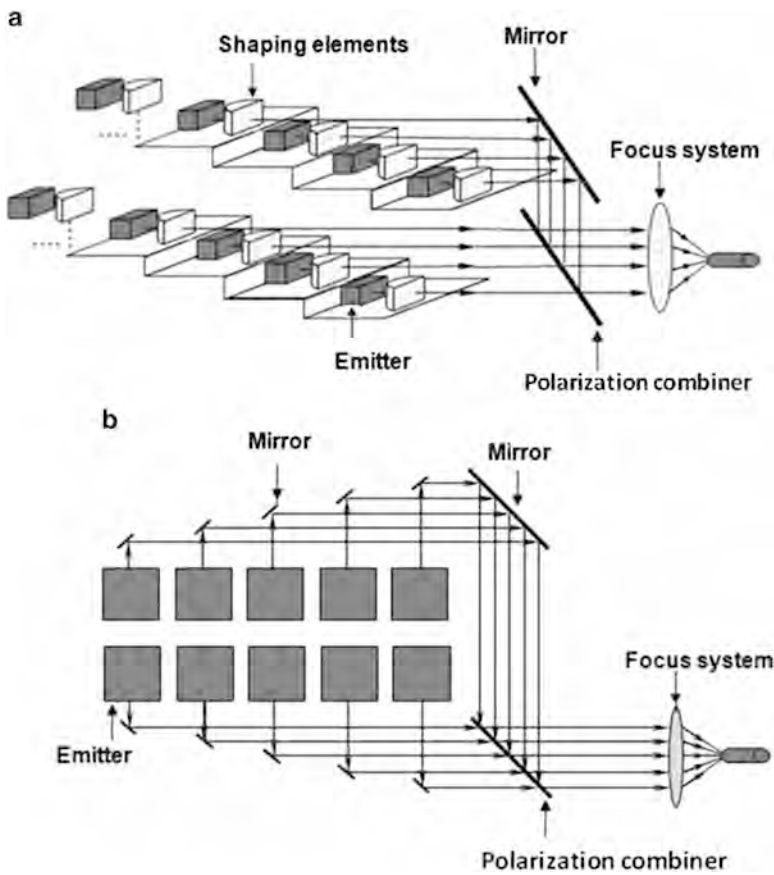 a
Shaping elements
Mirror
Focus system
Emitter
Polarization combiner
b
Mirror
Mirror
Focus system
Emitter
Polarization combiner